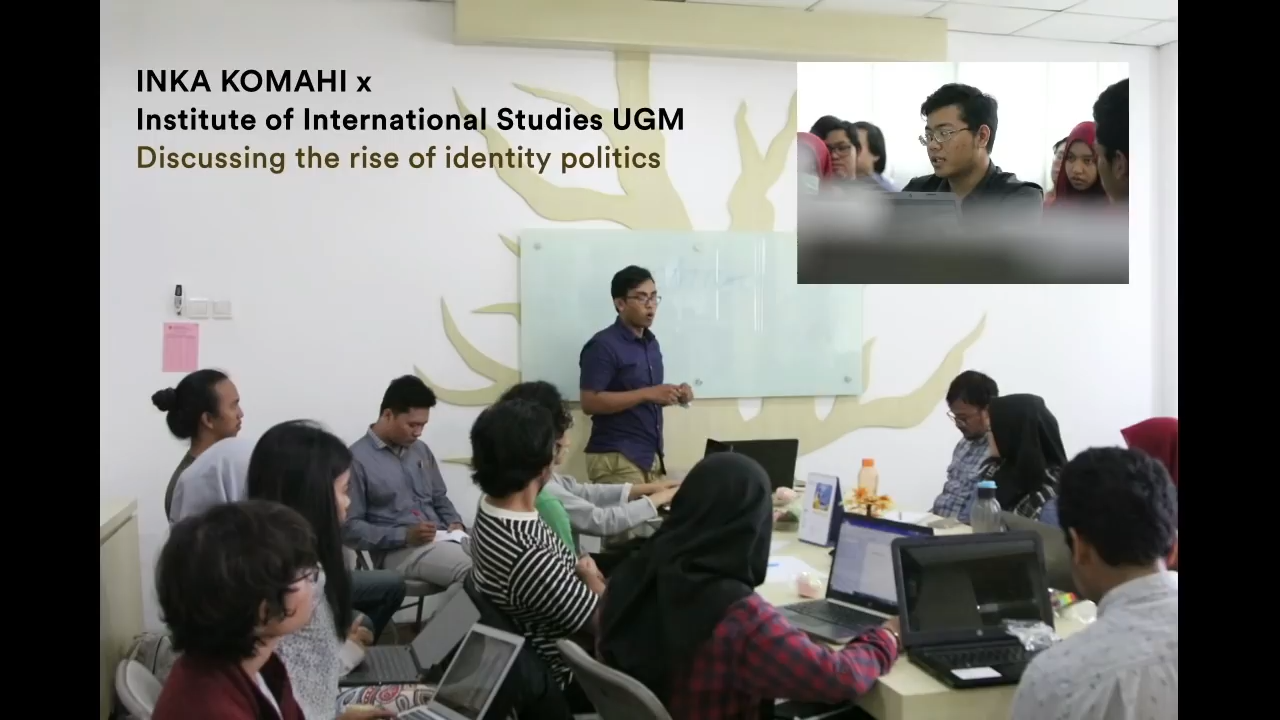 INKA KOMAHI x
Institute of International Studies UGM
Discussing the rise of identity politics